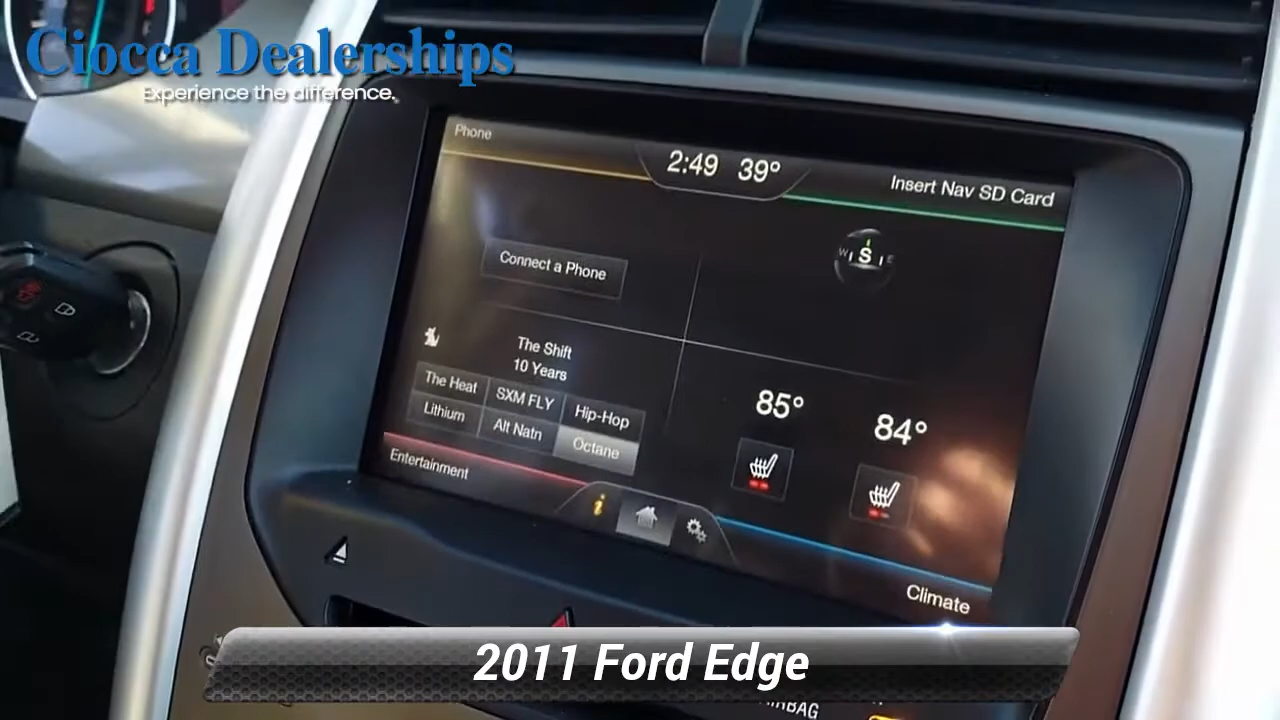 Ciocca Dealerships
Experience the difference.
Phone
2:49 39°
Insert Nav SD Card
Connect a Phone
W S E
The Shift
10 Years
The Heat SXM FLY Hip-Hop
Lithium Alt Natn Octane
85° 84°
Entertainment
i
Climate
2011 Ford Edge
AIRBAG